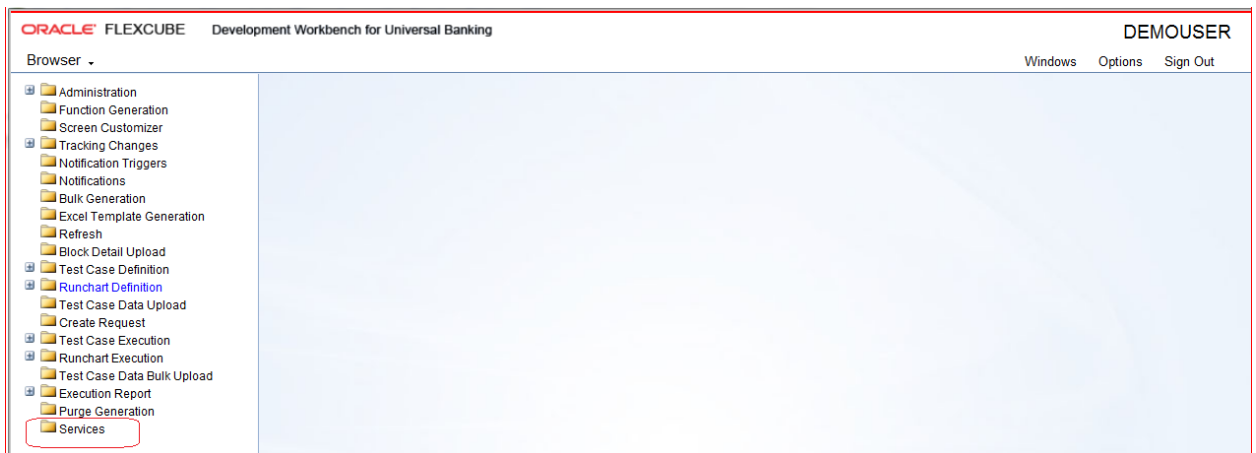 ORACLE FLEXCUBE Development Workbench for Universal Banking DEMOUSER
Browser Windows Options Sign Out
Administration
Function Generation
Screen Customizer
Tracking Changes
Notification Triggers
Notifications
Bulk Generation
Excel Template Generation
Refresh
Block Detail Upload
Test Case Definition
Runchart Definition
Test Case Data Upload
Create Request
Test Case Execution
Runchart Execution
Test Case Data Bulk Upload
Execution Report
Purge Generation
Services